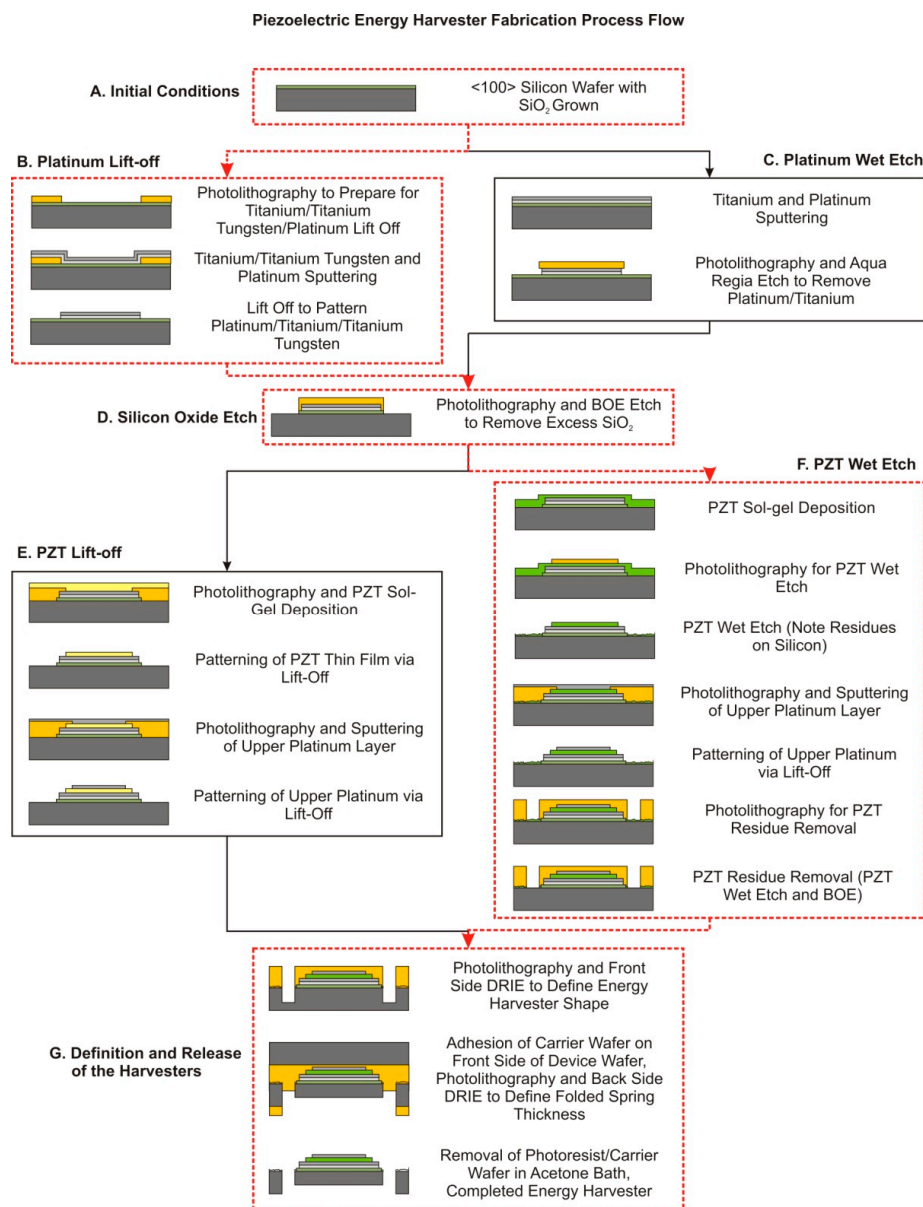 Piezoelectric Energy Harvester Fabrication Process Flow
A. Initial Conditions
<100> Silicon Wafer with
SiO2 Grown
B. Platinum Lift-off
Photolithography to Prepare for
Titanium/Titanium
Tungsten/Platinum Lift Off
Titanium/Titanium Tungsten and
Platinum Sputtering
Lift Off to Pattern
Platinum/Titanium/Titanium
Tungsten
C. Platinum Wet Etch
Titanium and Platinum
Sputtering
Photolithography and Aqua
Regia Etch to Remove
Platinum/Titanium
D. Silicon Oxide Etch
Photolithography and BOE Etch
to Remove Excess SiO2
E. PZT Lift-off
Photolithography and PZT Sol-
Gel Deposition
Patterning of PZT Thin Film via
Lift-Off
Photolithography and Sputtering
of Upper Platinum Layer
Patterning of Upper Platinum via
Lift-Off
F. PZT Wet Etch
PZT Sol-gel Deposition
Photolithography for PZT Wet
Etch
PZT Wet Etch (Note Residues
on Silicon)
Photolithography and Sputtering
of Upper Platinum Layer
Patterning of Upper Platinum
via Lift-Off
Photolithography for PZT
Residue Removal
PZT Residue Removal (PZT
Wet Etch and BOE)
G. Definition and Release
of the Harvesters
Photolithography and Front
Side DRIE to Define Energy
Harvester Shape
Adhesion of Carrier Wafer on
Front Side of Device Wafer,
Photolithography and Back Side
DRIE to Define Folded Spring
Thickness
Removal of Photoresist/Carrier
Wafer in Acetone Bath,
Completed Energy Harvester